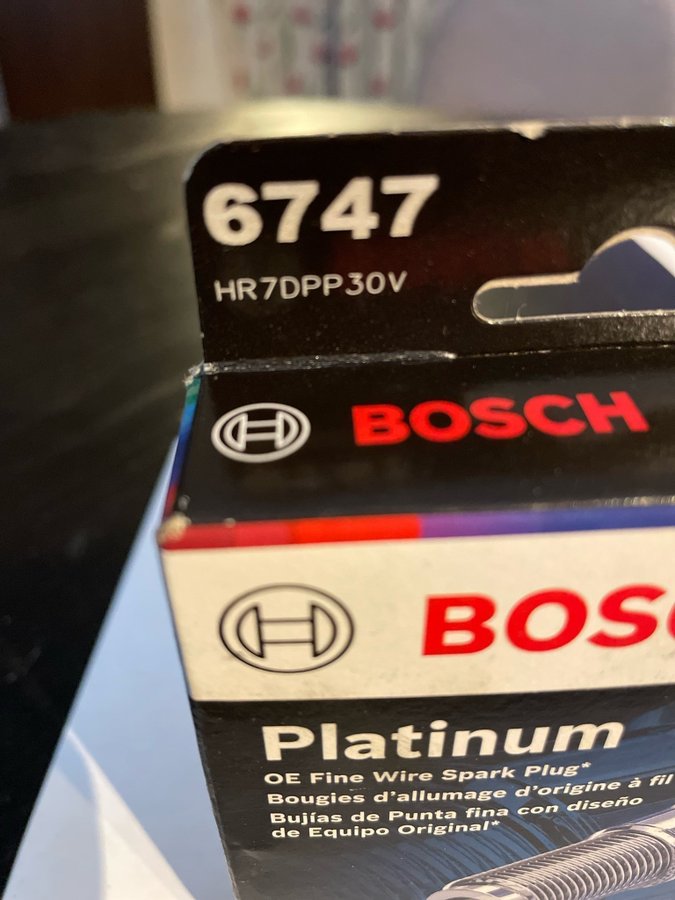 6747
HR7DPP30V
BOSCH
BOS
Platinum
OE Fine Wire Spark Plug*
Bougies d'allumage d'origine à fil
Bujías de Punta fina con diseño
de Equipo Original*